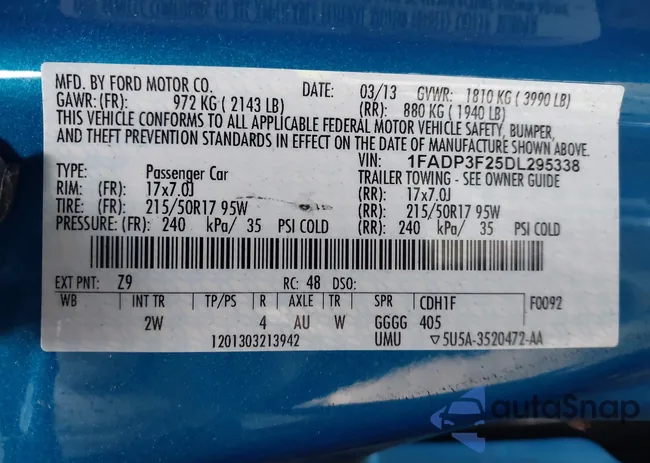 MFD. BY FORD MOTOR CO. DATE: 03/13 GVWR: 1810 KG ( 3990 LB)
GAWR: (FR): 972 KG ( 2143 LB) (RR): 880 KG ( 1940 LB)
THIS VEHICLE CONFORMS TO ALL APPLICABLE FEDERAL MOTOR VEHICLE SAFETY, BUMPER,
AND THEFT PREVENTION STANDARDS IN EFFECT ON THE DATE OF MANUFACTURE SHOWN ABOVE.
VIN: 1FADP3F25DL295338
TYPE: Passenger Car TRAILER TOWING - SEE OWNER GUIDE
RIM: (FR): 17x7.0J (RR): 17x7.0J
TIRE: (FR): 215/50R17 95W (RR): 215/50R17 95W
PRESSURE: (FR): 240 kPa/ 35 PSI COLD (RR): 240 kPa/ 35 PSI COLD
EXT PNT: Z9 RC: 48 DSO:
WB INT TR TP/PS R AXLE TR SPR CDH1F F0092
2W 4 AU W GGGG 405
1201303213942 UMU ▽5U5A-3520472-AA
autoSnap